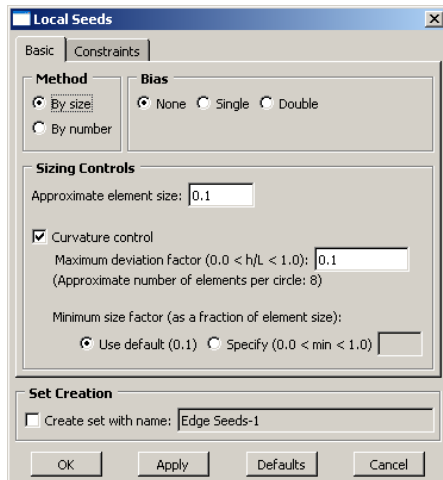 Local Seeds
Basic Constraints
Method Bias
By size None Single Double
By number
Sizing Controls
Approximate element size: 0.1
Curvature control
Maximum deviation factor (0.0 < h/L < 1.0): 0.1
(Approximate number of elements per circle: 8)
Minimum size factor (as a fraction of element size):
Use default (0.1) Specify (0.0 < min < 1.0)
Set Creation
Create set with name: Edge Seeds-1
OK Apply Defaults Cancel